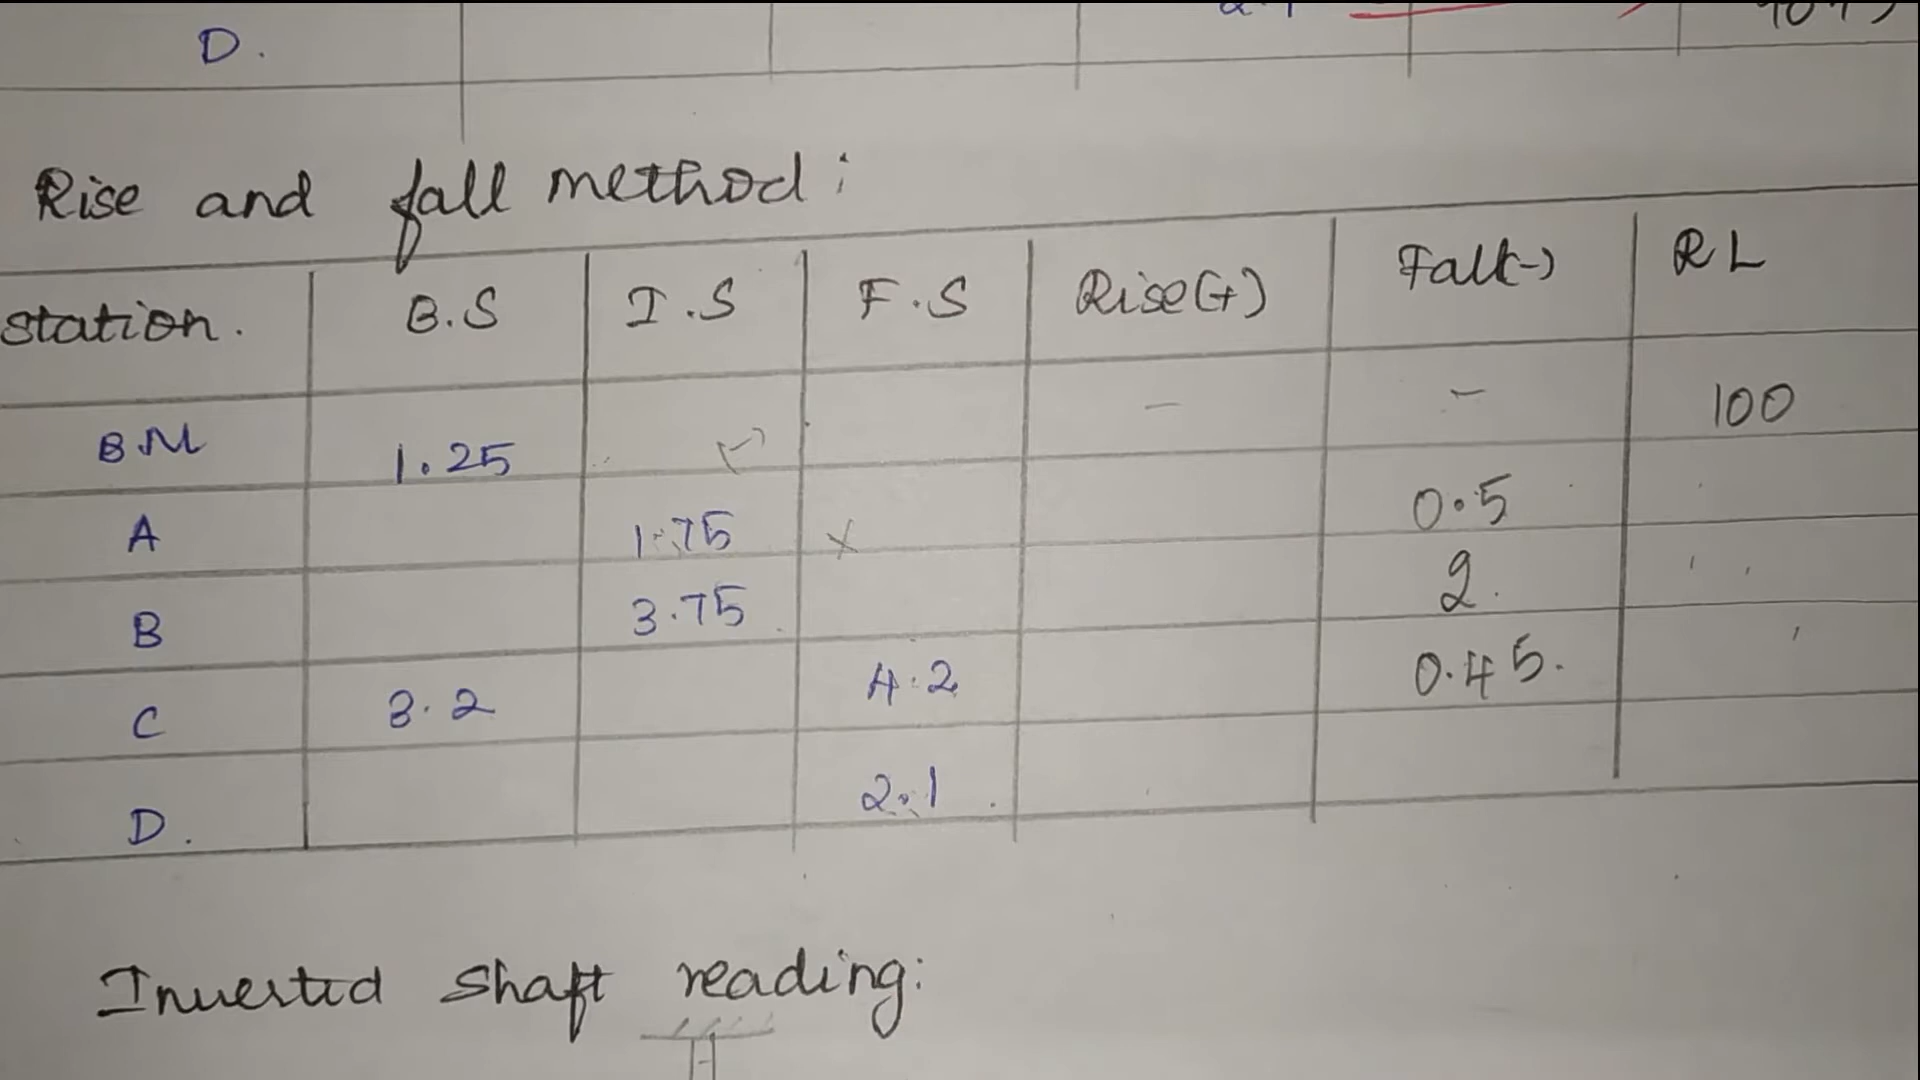 D.
Rise and fall method:
station. B.S I.S F.S Rise(+) Fall(-) RL
BM 1.25 - - 100
A 1.75 x 0.5
B 3.75 2.
C 3.2 4.2 0.45.
D. 2.1
Inverted shaft reading: